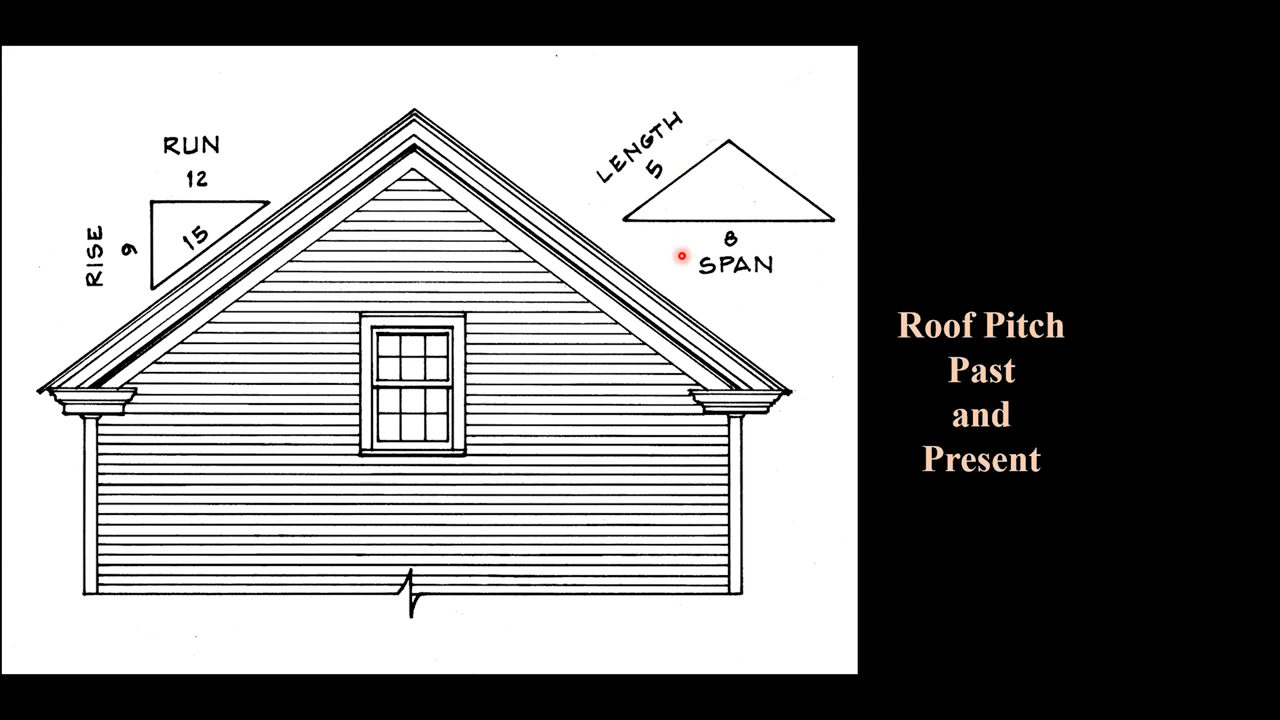 RUN
12
RISE
9
15
LENGTH
5
8
SPAN
Roof Pitch
Past
and
Present